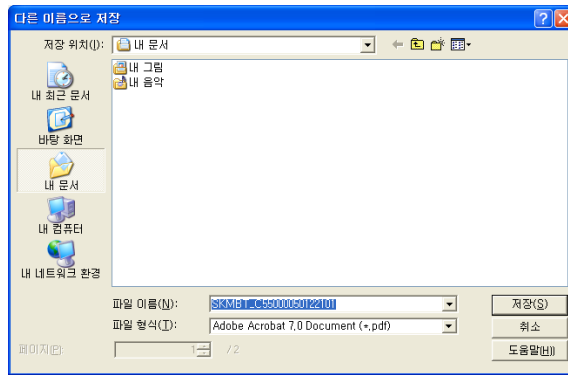 다른 이름으로 저장
저장 위치(I): 내 문서
내 그림
내 음악
내 최근 문서
바탕 화면
내 문서
내 컴퓨터
내 네트워크 환경
파일 이름(N): SKMBT_C55000050122101 저장(S)
파일 형식(T): Adobe Acrobat 7.0 Document (*.pdf) 취소
페이지(P): 1 / 2 도움말(H)